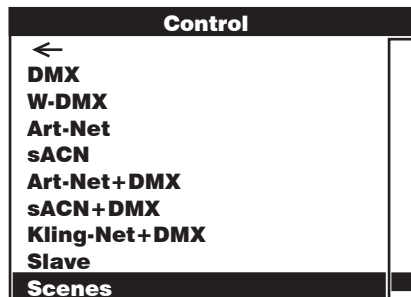 Control
←
DMX
W-DMX
Art-Net
sACN
Art-Net+DMX
sACN+DMX
Kling-Net+DMX
Slave
Scenes